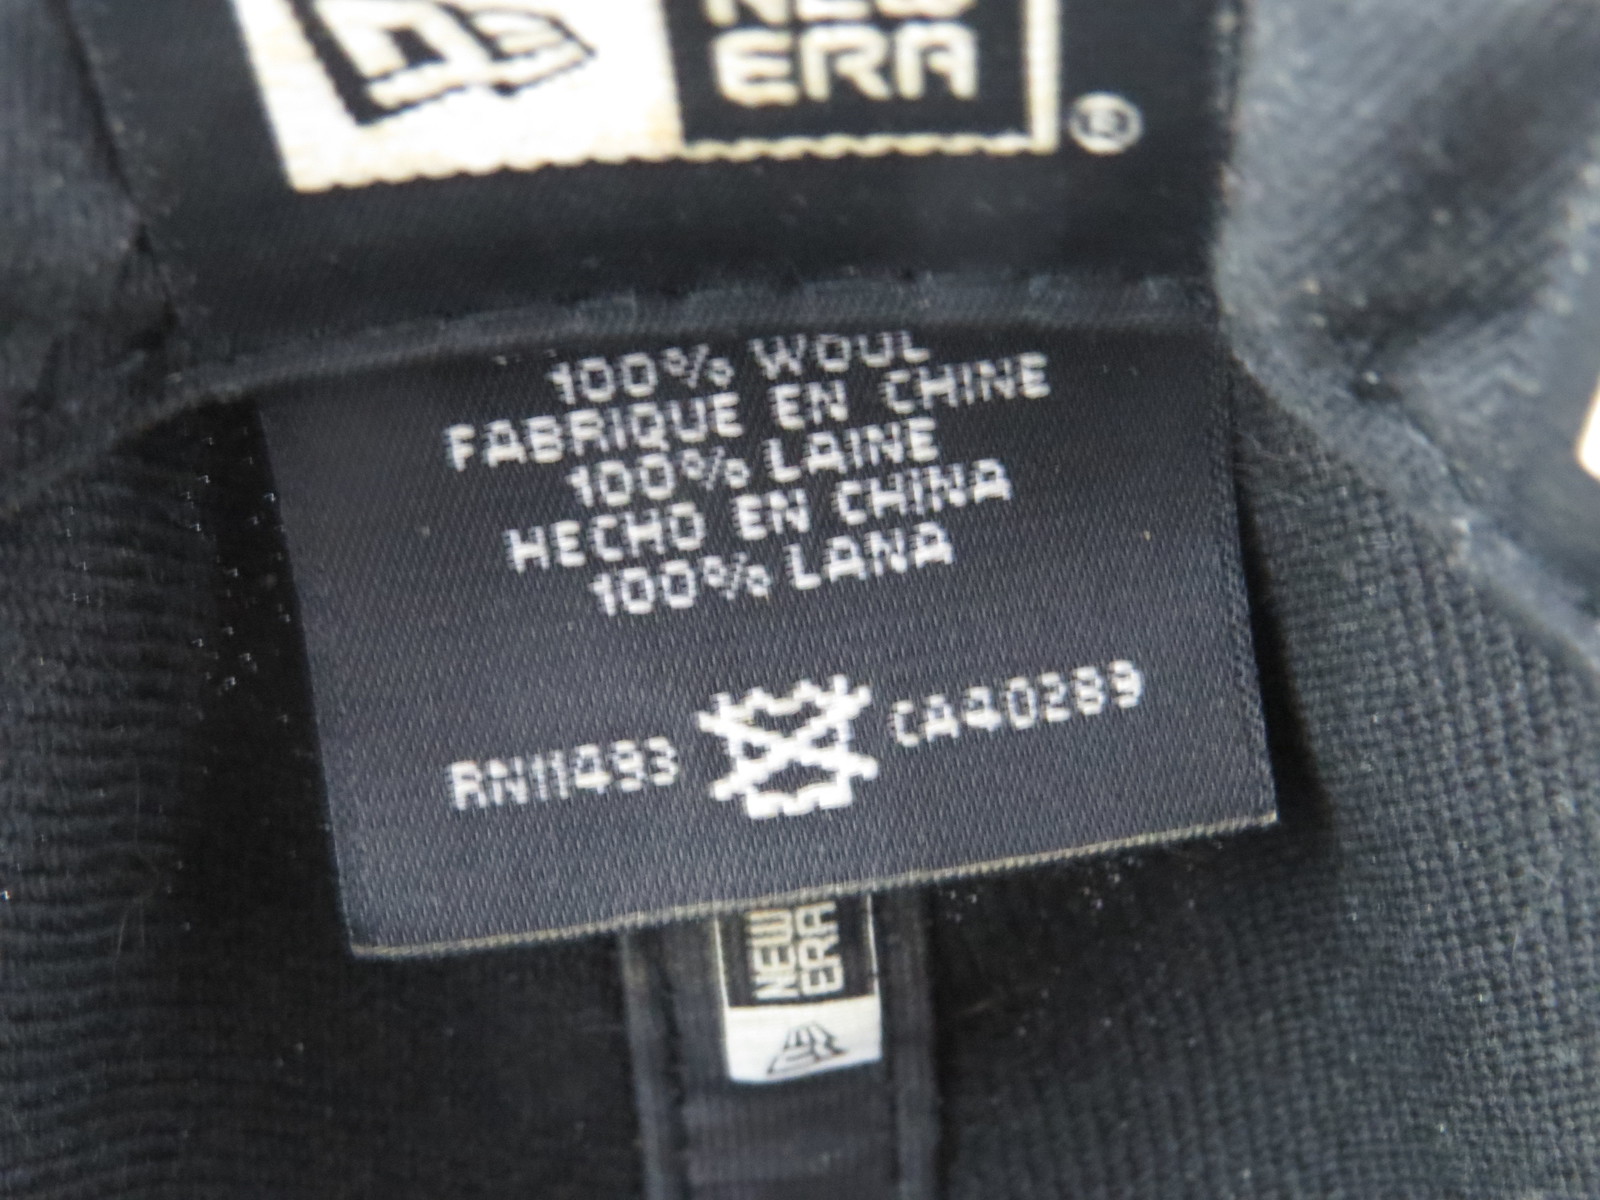 NEW
ERA
®
100% WOOL
FABRIQUE EN CHINE
100% LAINE
HECHO EN CHINA
100% LANA
RN11493 CA40289
NEW
ERA